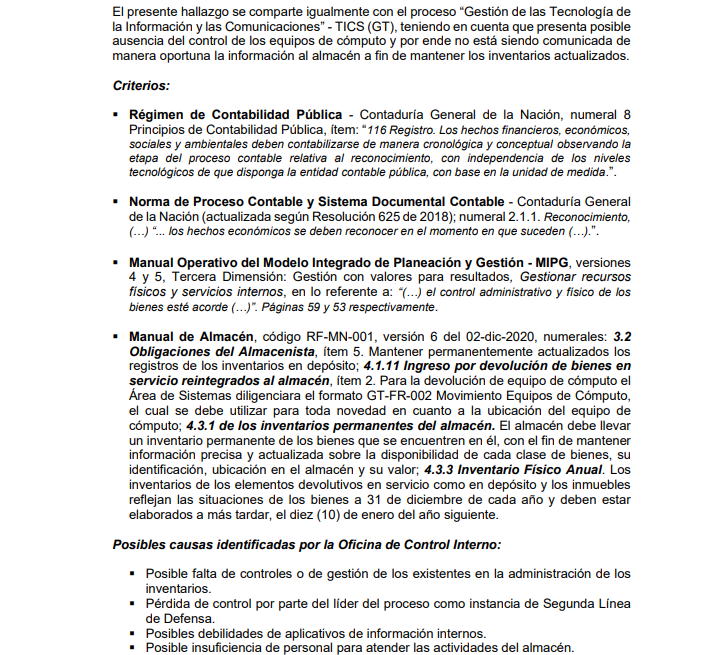 El presente hallazgo se comparte igualmente con el proceso “Gestión de las Tecnología de
la Información y las Comunicaciones” - TICS (GT), teniendo en cuenta que presenta posible
ausencia del control de los equipos de cómputo y por ende no está siendo comunicada de
manera oportuna la información al almacén a fin de mantener los inventarios actualizados.
Criterios:
▪ Régimen de Contabilidad Pública - Contaduría General de la Nación, numeral 8
Principios de Contabilidad Pública, ítem: “116 Registro. Los hechos financieros, económicos,
sociales y ambientales deben contabilizarse de manera cronológica y conceptual observando la
etapa del proceso contable relativa al reconocimiento, con independencia de los niveles
tecnológicos de que disponga la entidad contable pública, con base en la unidad de medida.”.
▪ Norma de Proceso Contable y Sistema Documental Contable - Contaduría General
de la Nación (actualizada según Resolución 625 de 2018); numeral 2.1.1. Reconocimiento,
(…) “... los hechos económicos se deben reconocer en el momento en que suceden (…).”.
▪ Manual Operativo del Modelo Integrado de Planeación y Gestión - MIPG, versiones
4 y 5, Tercera Dimensión: Gestión con valores para resultados, Gestionar recursos
físicos y servicios internos, en lo referente a: “(…) el control administrativo y físico de los
bienes esté acorde (…)”. Páginas 59 y 53 respectivamente.
▪ Manual de Almacén, código RF-MN-001, versión 6 del 02-dic-2020, numerales: 3.2
Obligaciones del Almacenista, ítem 5. Mantener permanentemente actualizados los
registros de los inventarios en depósito; 4.1.11 Ingreso por devolución de bienes en
servicio reintegrados al almacén, ítem 2. Para la devolución de equipo de cómputo el
Área de Sistemas diligenciara el formato GT-FR-002 Movimiento Equipos de Cómputo,
el cual se debe utilizar para toda novedad en cuanto a la ubicación del equipo de
cómputo; 4.3.1 de los inventarios permanentes del almacén. El almacén debe llevar
un inventario permanente de los bienes que se encuentren en él, con el fin de mantener
información precisa y actualizada sobre la disponibilidad de cada clase de bienes, su
identificación, ubicación en el almacén y su valor; 4.3.3 Inventario Físico Anual. Los
inventarios de los elementos devolutivos en servicio como en depósito y los inmuebles
reflejan las situaciones de los bienes a 31 de diciembre de cada año y deben estar
elaborados a más tardar, el diez (10) de enero del año siguiente.
Posibles causas identificadas por la Oficina de Control Interno:
▪ Posible falta de controles o de gestión de los existentes en la administración de los
inventarios.
▪ Pérdida de control por parte del líder del proceso como instancia de Segunda Línea
de Defensa.
▪ Posibles debilidades de aplicativos de información internos.
▪ Posible insuficiencia de personal para atender las actividades del almacén.